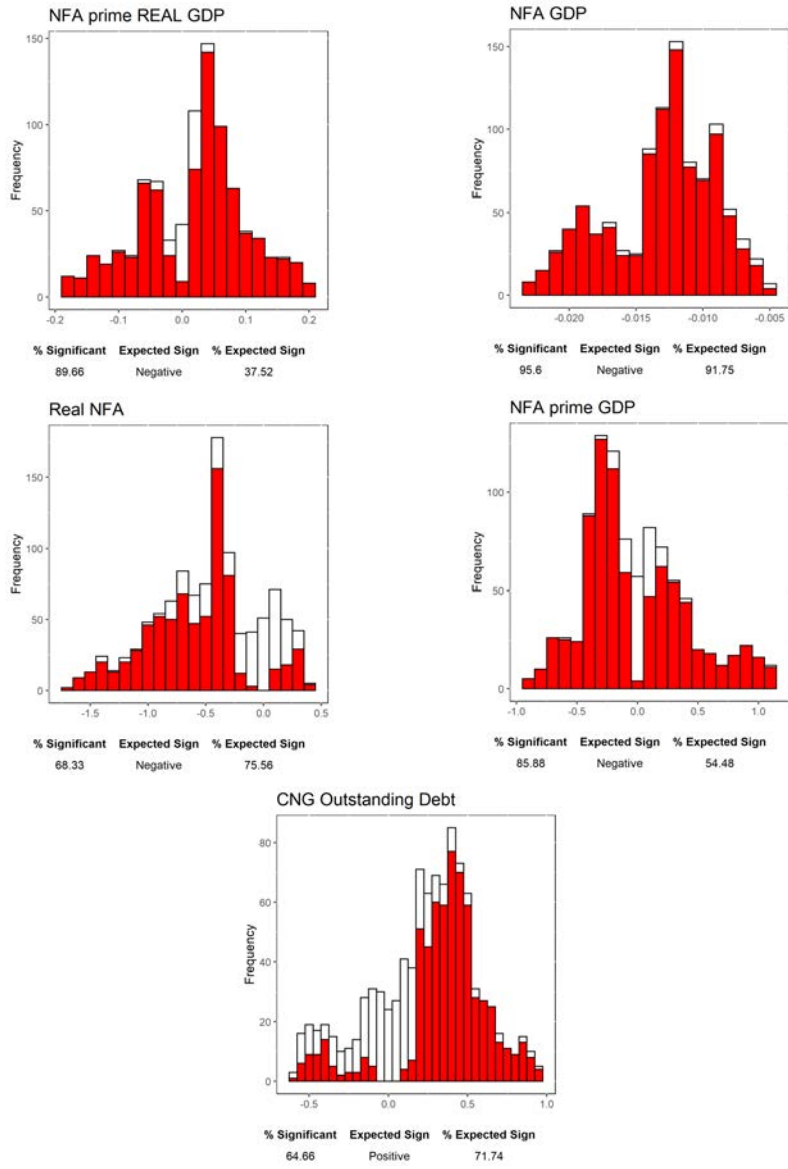 NFA prime REAL GDP
Frequency
150
100
50
0
-0.2 -0.1 0.0 0.1 0.2
% Significant Expected Sign % Expected Sign
89.66 Negative 37.52
NFA GDP
Frequency
150
100
50
0
-0.020 -0.015 -0.010 -0.005
% Significant Expected Sign % Expected Sign
95.6 Negative 91.75
Real NFA
Frequency
150
100
50
0
-1.5 -1.0 -0.5 0.0 0.5
% Significant Expected Sign % Expected Sign
68.33 Negative 75.56
NFA prime GDP
Frequency
100
50
0
-1.0 -0.5 0.0 0.5 1.0
% Significant Expected Sign % Expected Sign
85.88 Negative 54.48
CNG Outstanding Debt
Frequency
80
60
40
20
0
-0.5 0.0 0.5 1.0
% Significant Expected Sign % Expected Sign
64.66 Positive 71.74